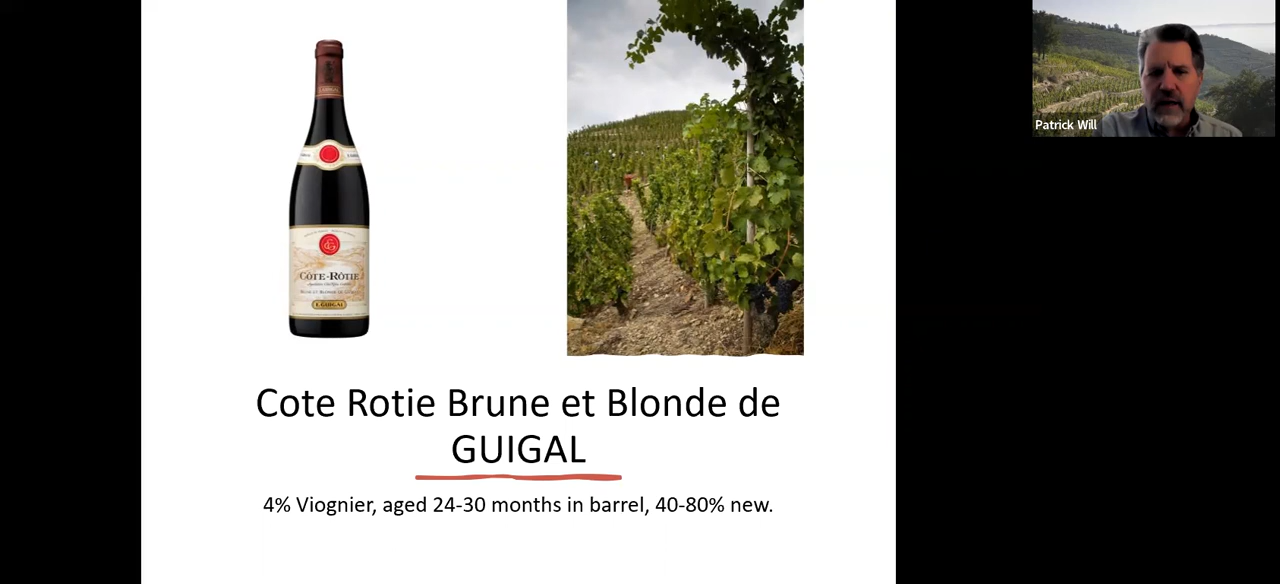 CÔTE-RÔTIE
E.GUIGAL
Cote Rotie Brune et Blonde de
GUIGAL
4% Viognier, aged 24-30 months in barrel, 40-80% new.
Patrick Will